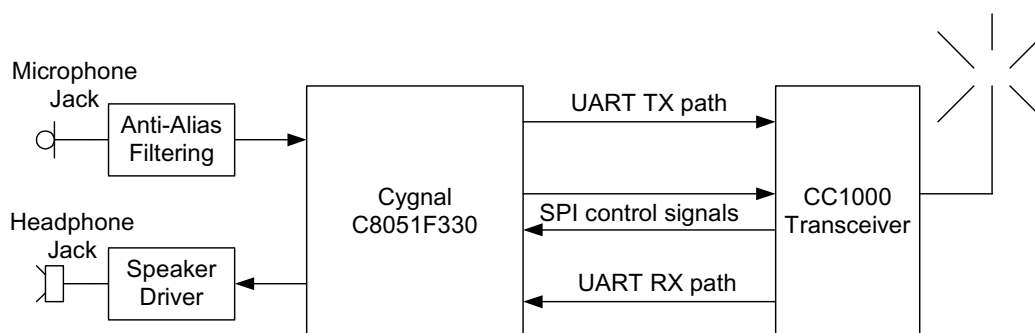 Microphone
Jack
Anti-Alias
Filtering
UART TX path
Cygnal
C8051F330
SPI control signals
CC1000
Transceiver
Headphone
Jack
Speaker
Driver
UART RX path